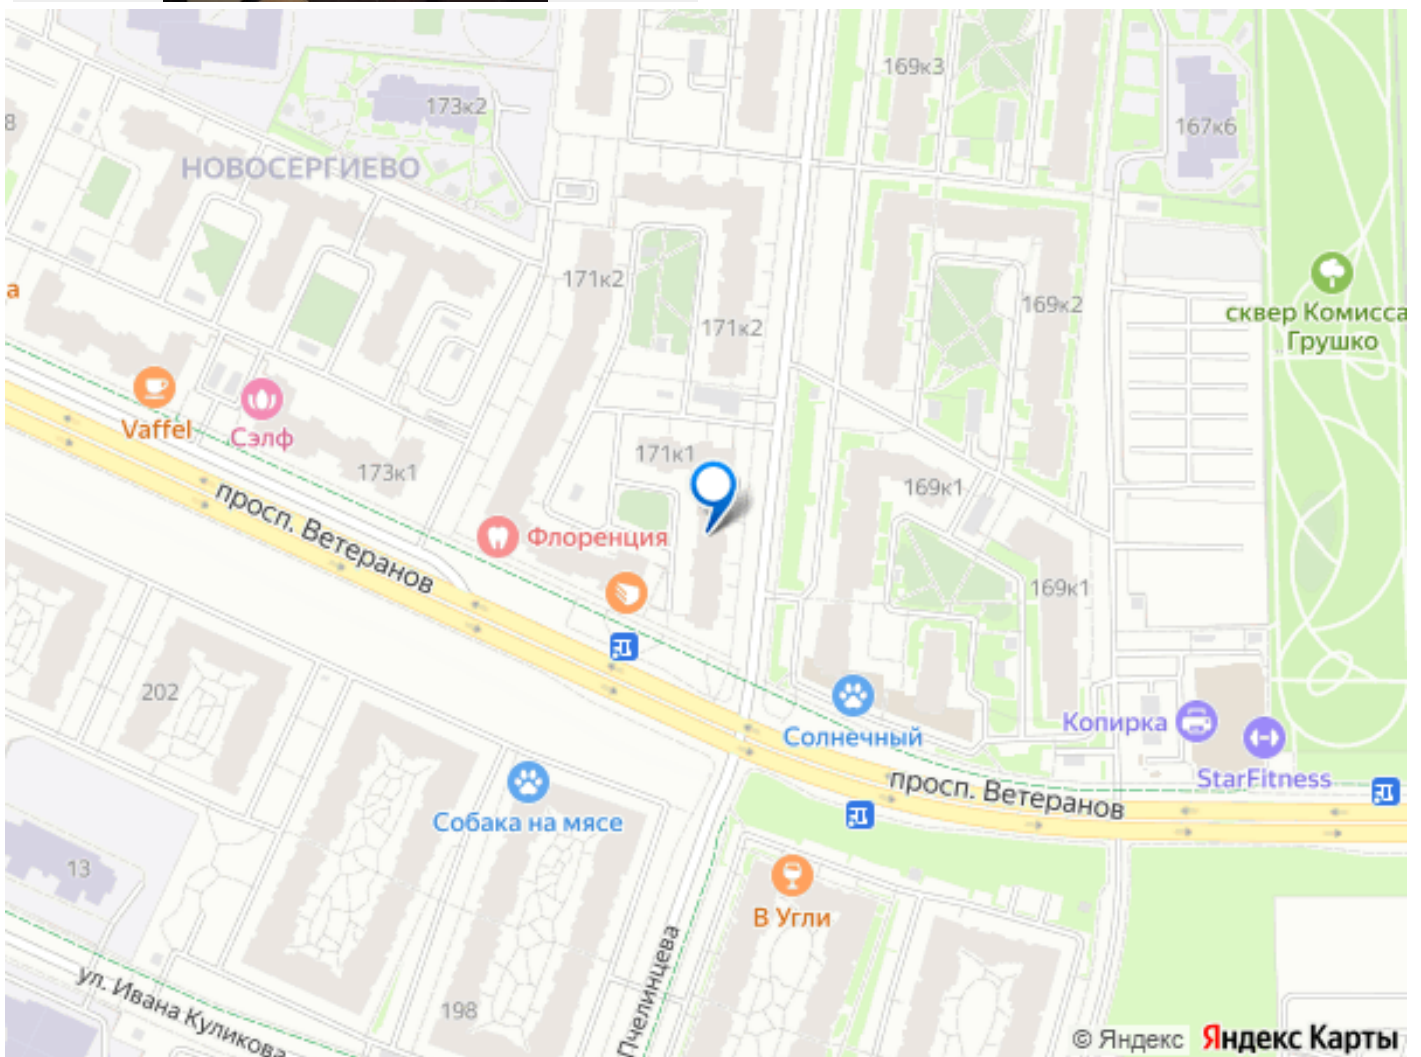 169к3
173к2
167к6
8
НОВОСЕРГИЕВО
171к2
169к2
а
171к2
сквер Комисса
Грушко
Vaffel
Сэлф
171к1
173к1
169к1
просп. Ветеранов
Флоренция
169к1
202
Копирка
Солнечный
StarFitness
просп. Ветеранов
Собака на мясе
13
В Угли
Пчелинцева
ул. Ивана Куликова
198
© Яндекс Яндекс Карты